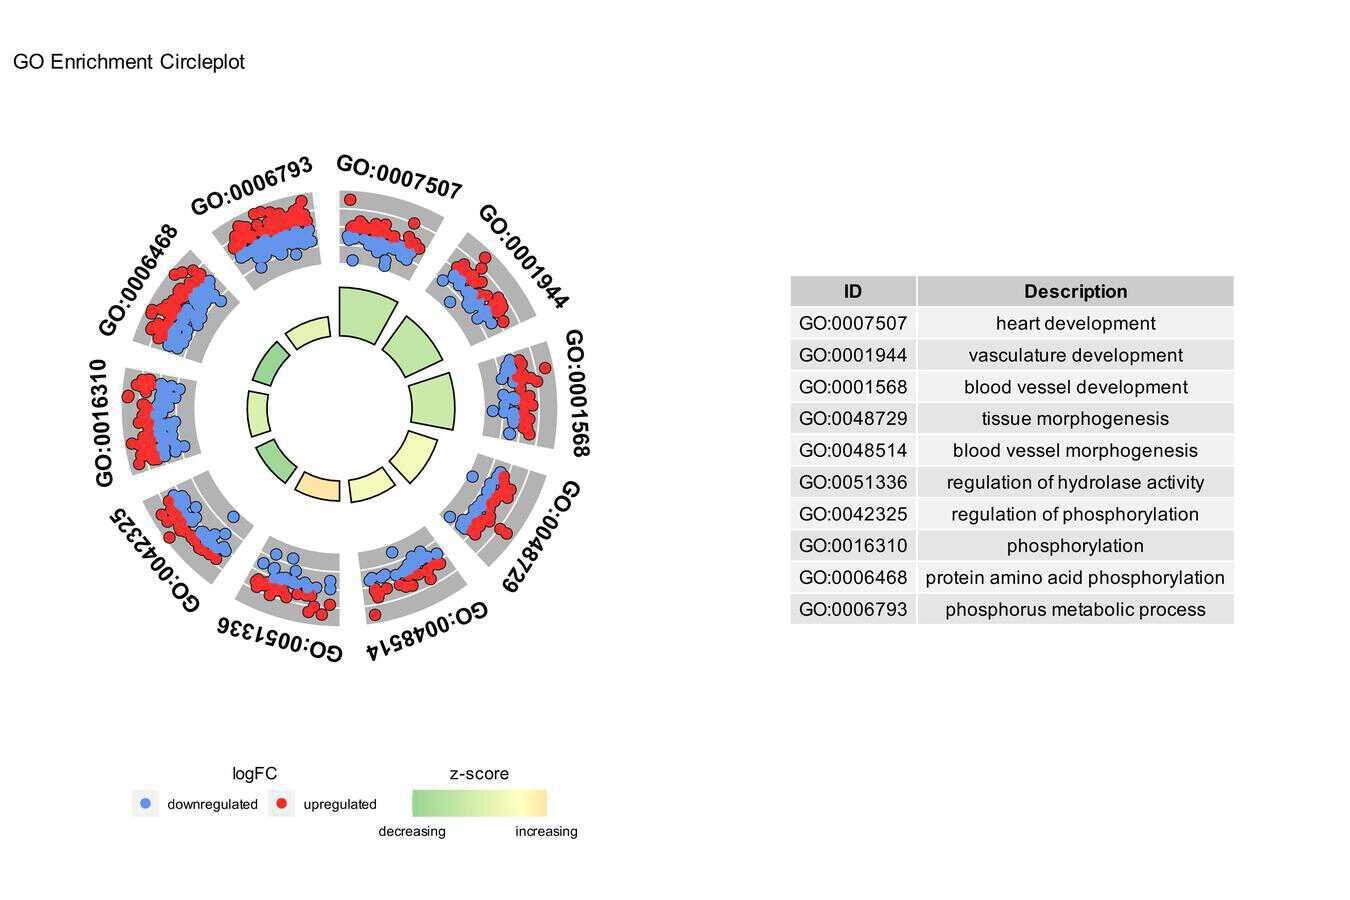 GO Enrichment Circleplot
GO:0007507
GO:0001944
GO:0001568
GO:0048729
GO:0048514
GO:0051336
GO:0042325
GO:0016310
GO:0006468
GO:0006793
ID Description
GO:0007507 heart development
GO:0001944 vasculature development
GO:0001568 blood vessel development
GO:0048729 tissue morphogenesis
GO:0048514 blood vessel morphogenesis
GO:0051336 regulation of hydrolase activity
GO:0042325 regulation of phosphorylation
GO:0016310 phosphorylation
GO:0006468 protein amino acid phosphorylation
GO:0006793 phosphorus metabolic process
logFC
downregulated upregulated
z-score
decreasing increasing